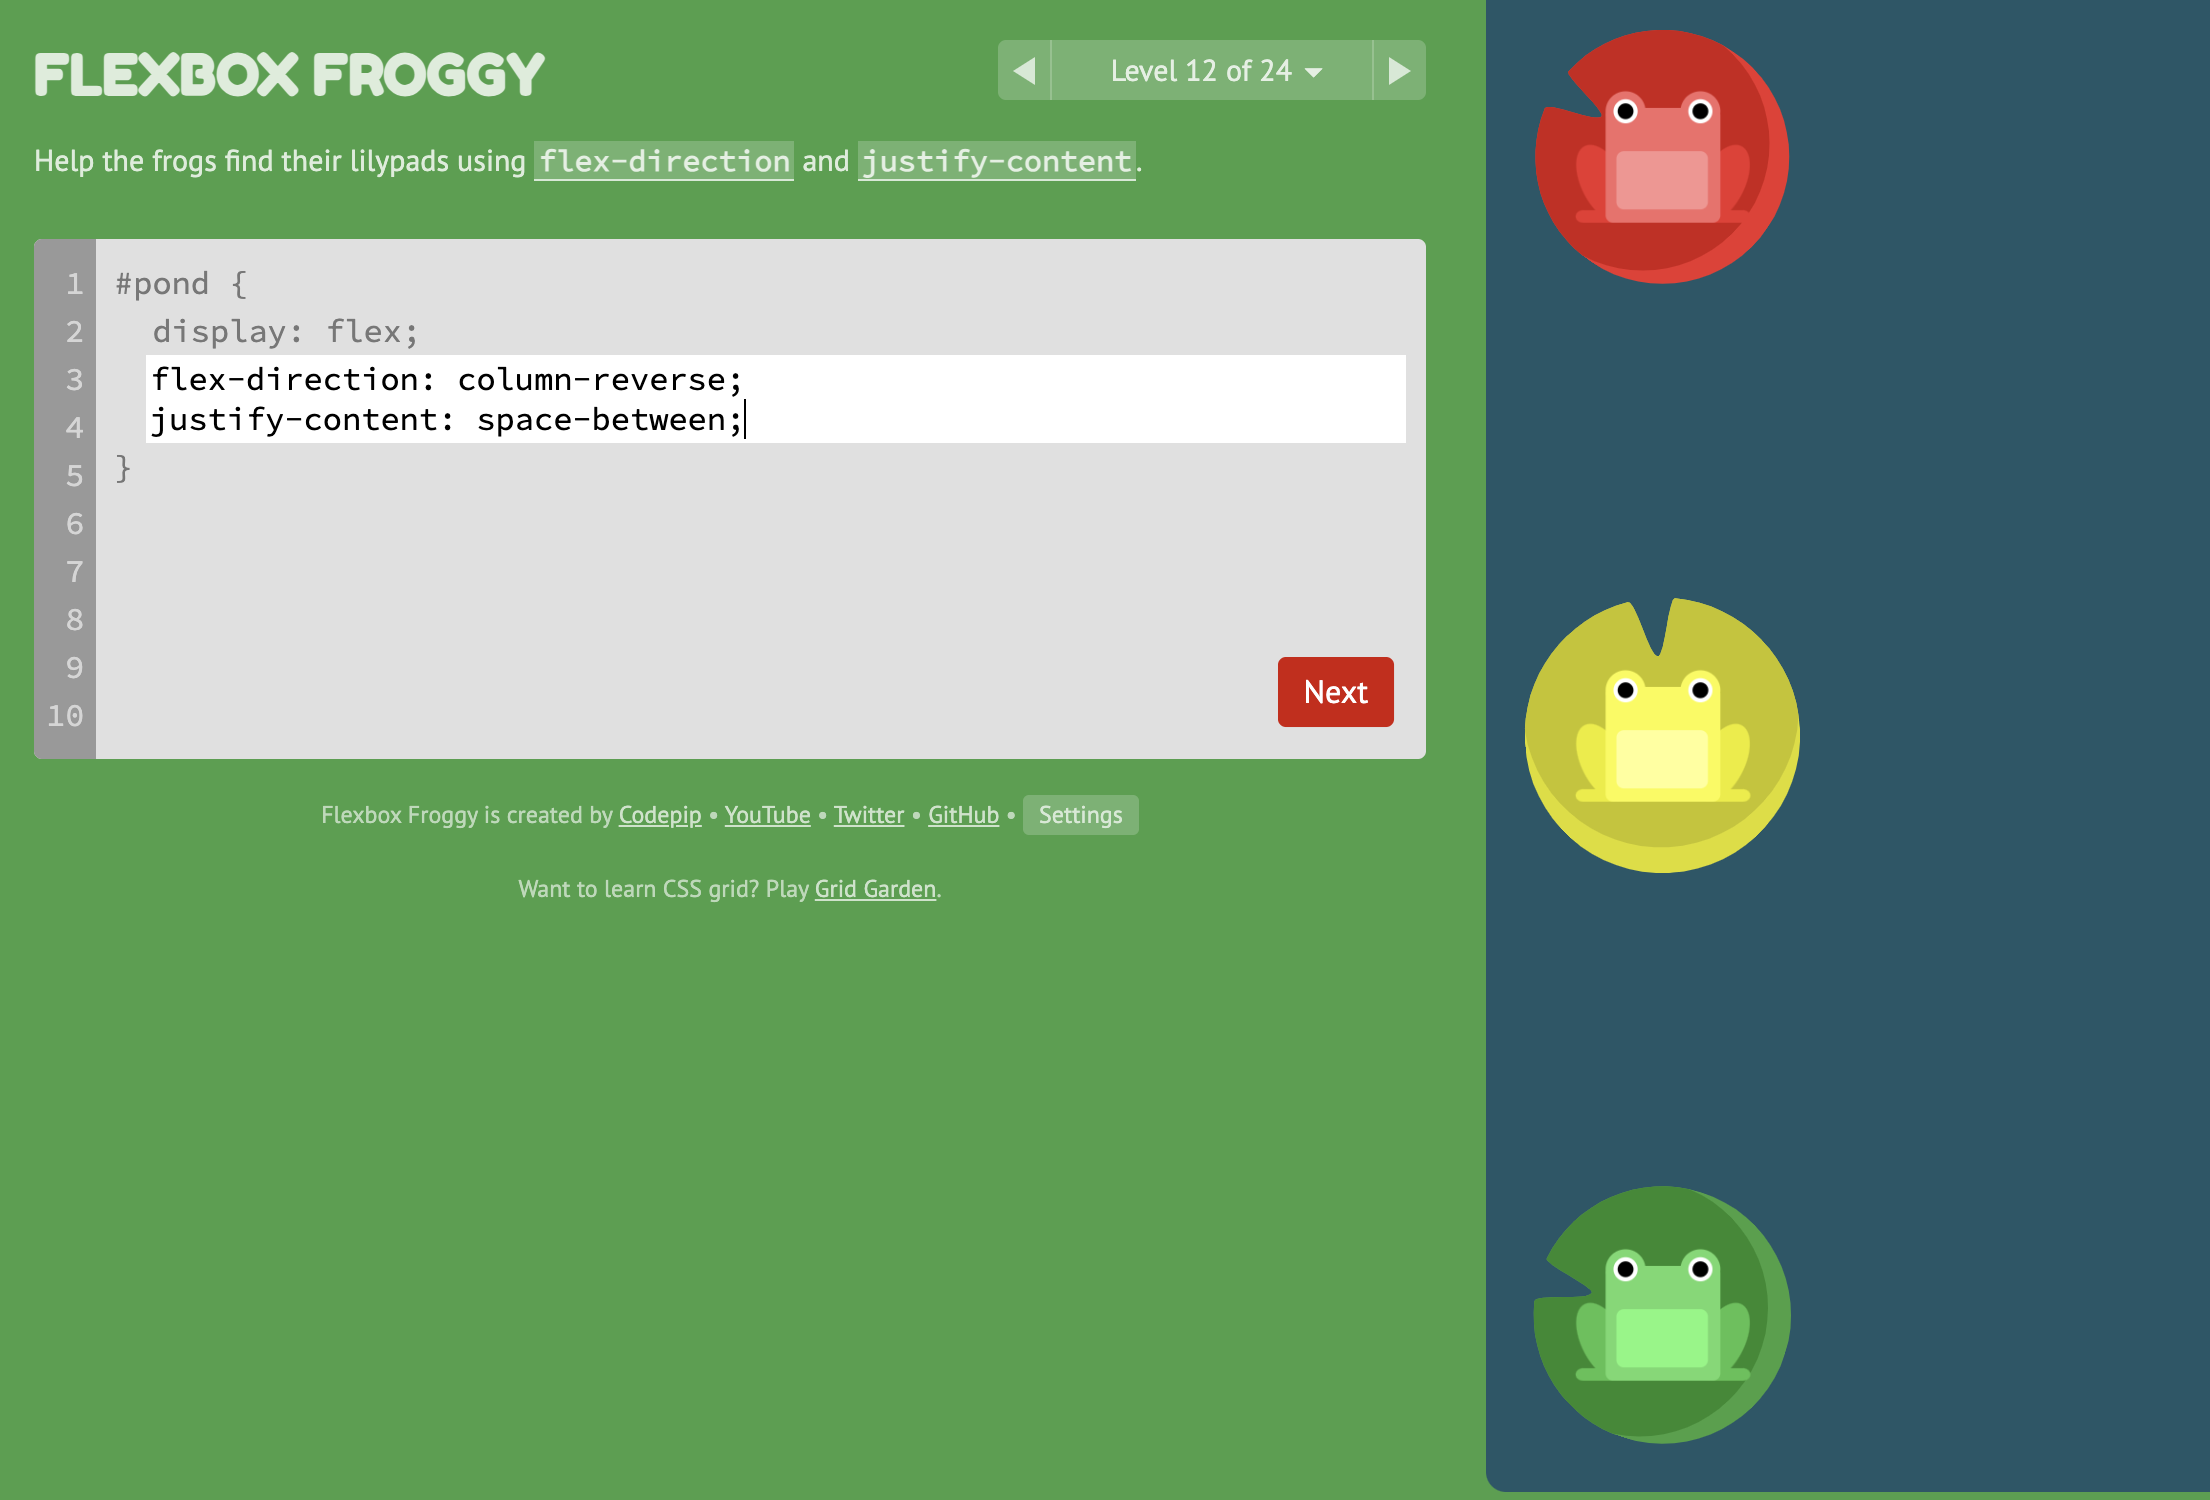 FLEXBOX FROGGY
Level 12 of 24
Help the frogs find their lilypads using flex-direction and justify-content.
1 #pond {
2 display: flex;
3 flex-direction: column-reverse;
4 justify-content: space-between;
5 }
6
7
8
9
10
Next
Flexbox Froggy is created by Codepip • YouTube • Twitter • GitHub • Settings
Want to learn CSS grid? Play Grid Garden.